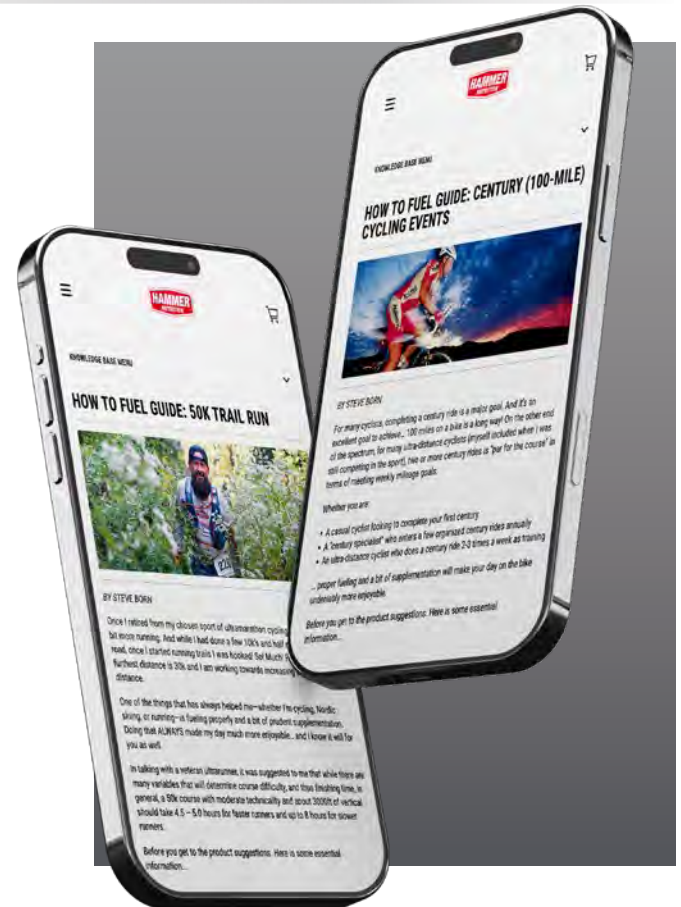 HAMMER
NUTRITION
KNOWLEDGE BASE MENU
HOW TO FUEL GUIDE: CENTURY (100-MILE)
CYCLING EVENTS
BY STEVE BORN
For many cyclists, completing a century ride is a major goal. And it's an
excellent goal to achieve... 100 miles on a bike is a long way! On the other end
of the spectrum, for many ultra-distance cyclists (myself included when I was
still competing in the sport), two or more century rides is "par for the course" in
terms of meeting weekly mileage goals.
Whether you are:
• A casual cyclist looking to complete your first century
• A "century specialist" who enters a few organized century rides annually
• An ultra-distance cyclist who does a century ride 2-3 times a week as training
... proper fueling and a bit of supplementation will make your day on the bike
undeniably more enjoyable.
Before you get to the product suggestions. Here is some essential
information...
HAMMER
NUTRITION
KNOWLEDGE BASE MENU
HOW TO FUEL GUIDE: 50K TRAIL RUN
BY STEVE BORN
Once I retired from my chosen sport of ultramarathon cycling
bit more running. And while I had done a few 10k's and half
road, once I started running trails I was hooked! So! Much!
furthest distance is 30k and I am working towards increasing
distance.
One of the things that has always helped me—whether I'm cycling, Nordic
skiing, or running—is fueling properly and a bit of prudent supplementation.
Doing that ALWAYS made my day much more enjoyable... and I know it will for
you as well.
In talking with a veteran ultrarunner, it was suggested to me that while there are
many variables that will determine course difficulty, and thus finishing time, in
general, a 50k course with moderate technicality and about 3000ft of vertical
should take 4.5 – 5.0 hours for faster runners and up to 8 hours for slower
runners.
Before you get to the product suggestions. Here is some essential
information...